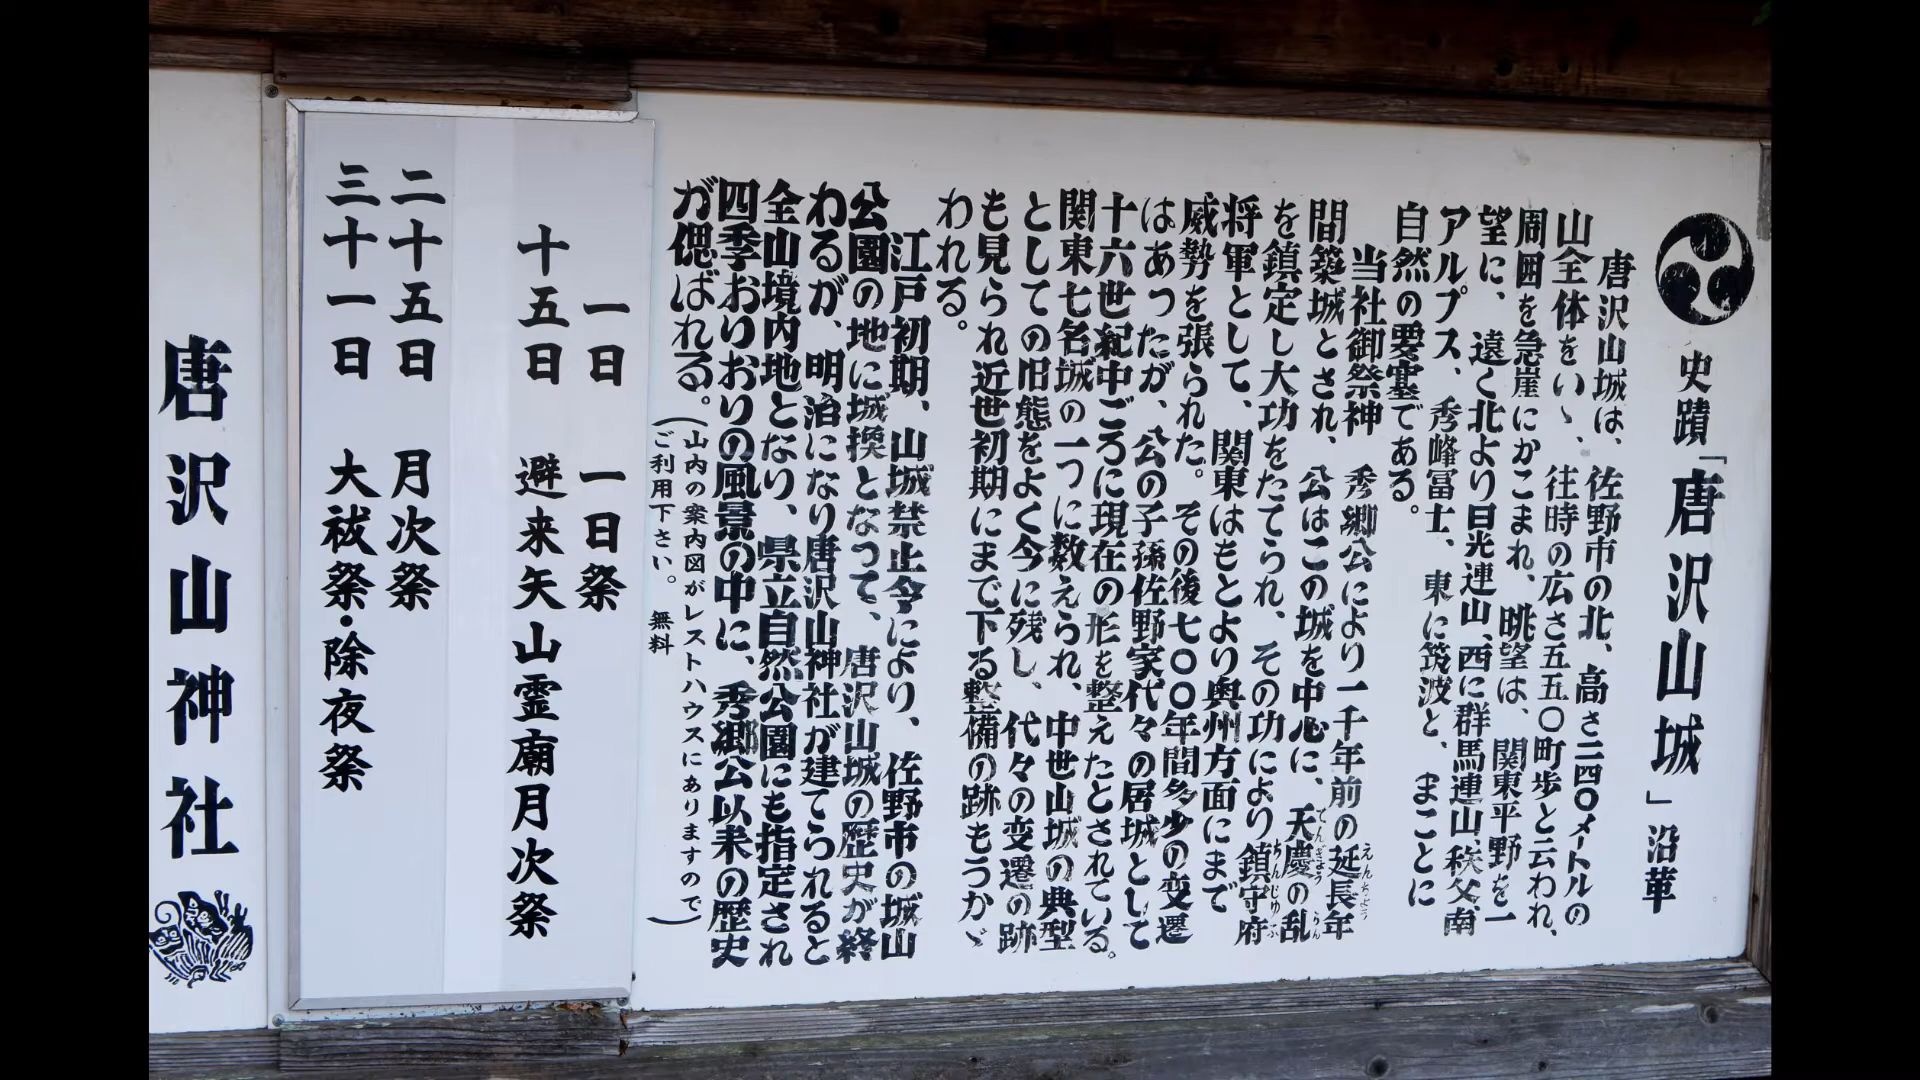 史蹟「唐沢山城」沿革
唐沢山城は、佐野市の北、高さ二四〇メートルの
山全体をいゝ、往時の広さ五五〇町歩と云われ、
周囲を急崖にかこまれ、眺望は、関東平野を一
望に、遠く北より日光連山、西に群馬連山、秩父、南
アルプス、秀峰冨士、東に筑波と、まことに
自然の要塞である。
当社御祭神 秀郷公により一千年前の延長年
えんちょう
間築城とされ、公はこの城を中心に、天慶の乱
てんぎょう らん
を鎮定し大功をたてられ、その功により鎮守府
ちんじゅふ
将軍として、関東はもとより奥州方面にまで
威勢を張られた。その後七〇〇年間多少の変遷
はあったが、公の子孫佐野家代々の居城として
十六世紀中ごろに現在の形を整えたとされている。
関東七名城の一つに数えられ、中世山城の典型
としての旧態をよく今に残し、代々の変遷の跡
も見られ近世初期にまで下る整備の跡もうかゞ
われる。
江戸初期、山城禁止令により、佐野市の城山
公園の地に城換となって、唐沢山城の歴史が終
わるが、明治になり唐沢山神社が建てられると
全山境内地となり、県立自然公園にも指定され
四季おりおりの風景の中に、秀郷公以来の歴史
が偲ばれる。
(山内の案内図がレストハウスにありますので
ご利用下さい。 無料)
一日 一日祭
十五日 避来矢山霊廟月次祭
二十五日 月次祭
三十一日 大祓祭・除夜祭
唐沢山神社